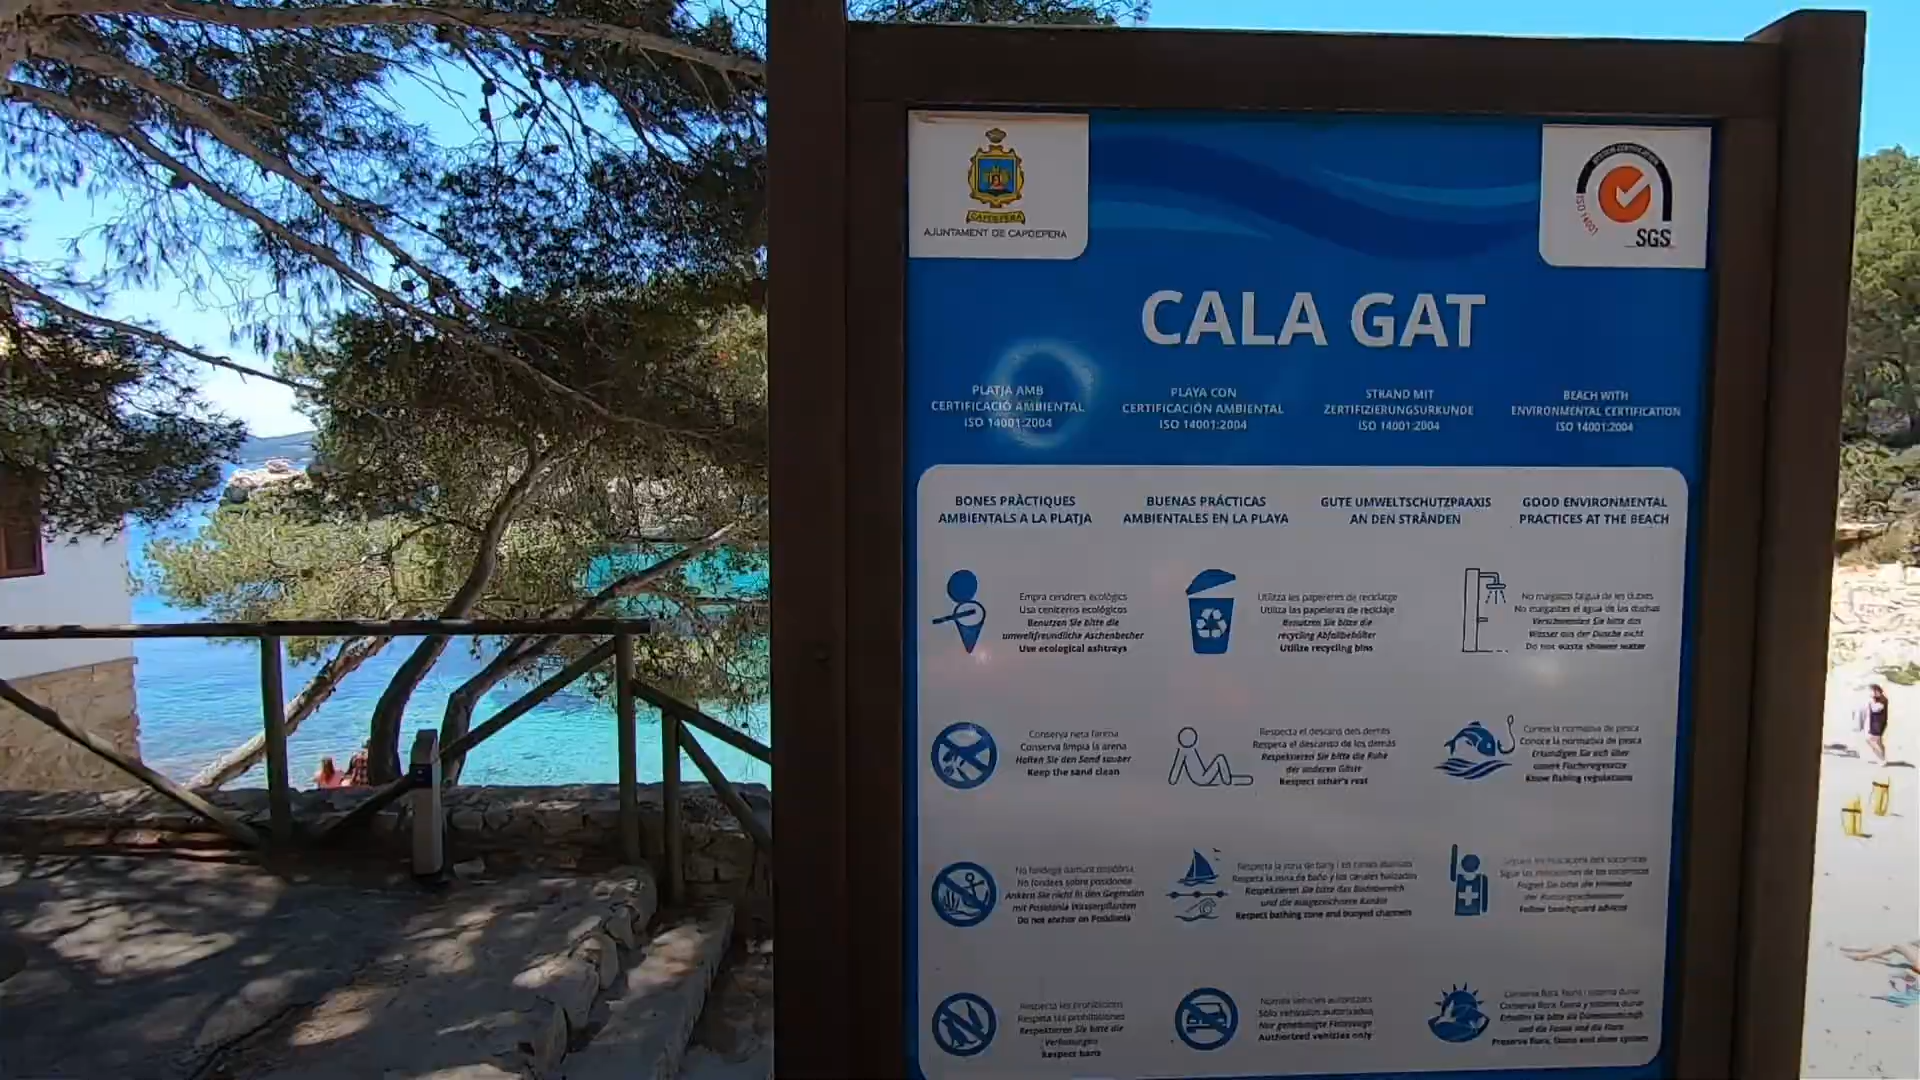 CAPDEPERA
AJUNTAMENT DE CAPDEPERA
ISO 14001
SGS
CALA GAT
PLATJA AMB
CERTIFICACIÓ AMBIENTAL
ISO 14001:2004
PLAYA CON
CERTIFICACIÓN AMBIENTAL
ISO 14001:2004
STRAND MIT
ZERTIFIZIERUNGSURKUNDE
ISO 14001:2004
BEACH WITH
ENVIRONMENTAL CERTIFICATION
ISO 14001:2004
BONES PRÀCTIQUES
AMBIENTALS A LA PLATJA
BUENAS PRÁCTICAS
AMBIENTALES EN LA PLAYA
GUTE UMWELTSCHUTZPRAXIS
AN DEN STRÄNDEN
GOOD ENVIRONMENTAL
PRACTICES AT THE BEACH
Empra cendrers ecològics
Usa ceniceros ecológicos
Benutzen Sie bitte die
umweltfreundliche Aschenbecher
Use ecological ashtrays
Utilitza les papereres de reciclatge
Utiliza las papeleras de reciclaje
Benutzen Sie bitte die
recycling Abfallbehälter
Utilize recycling bins
No malgastis l'aigua de les dutxes
No malgastes el agua de las duchas
Verschwenden Sie bitte das
Wasser aus der Dusche nicht
Do not waste shower water
Conserva neta l'arena
Conserva limpia la arena
Halten Sie den Sand sauber
Keep the sand clean
Respecta el descans dels demés
Respeta el descanso de los demás
Respektieren Sie bitte die Ruhe
der anderen Gäste
Respect other's rest
Coneix la normativa de pesca
Conoce la normativa de pesca
Erkundigen Sie sich über
unsere Fischereigesetze
Know fishing regulations
No fondegis damunt posidònia
No fondees sobre posidonea
Ankern Sie nicht in den Gegenden
mit Posidonia Wasserpflanzen
Do not anchor on Posidonia
Respecta la zona de bany i els canals abalisats
Respeta la zona de baño y los canales balizados
Respektieren Sie bitte das Badebereich
und die ausgezeichnete Kanäle
Respect bathing zone and buoyed channels
Sigue las indicaciones de los socorristas
Folgen Sie bitte die Hinweise
der Rettungsschwimmer
Follow beachguard advices
Respecta les prohibicions
Respeta las prohibiciones
Respektieren Sie bitte die
Verbotungen
Respect bans
Només vehicles autoritzats
Sólo vehículos autorizados
Nur genehmigte Fahrzeuge
Authorized vehicles only
Conserva flora, fauna i sistema dunar
Conserva flora, fauna y sistema dunar
und die Fauna und die Flora
Preserve flora, fauna and dune system